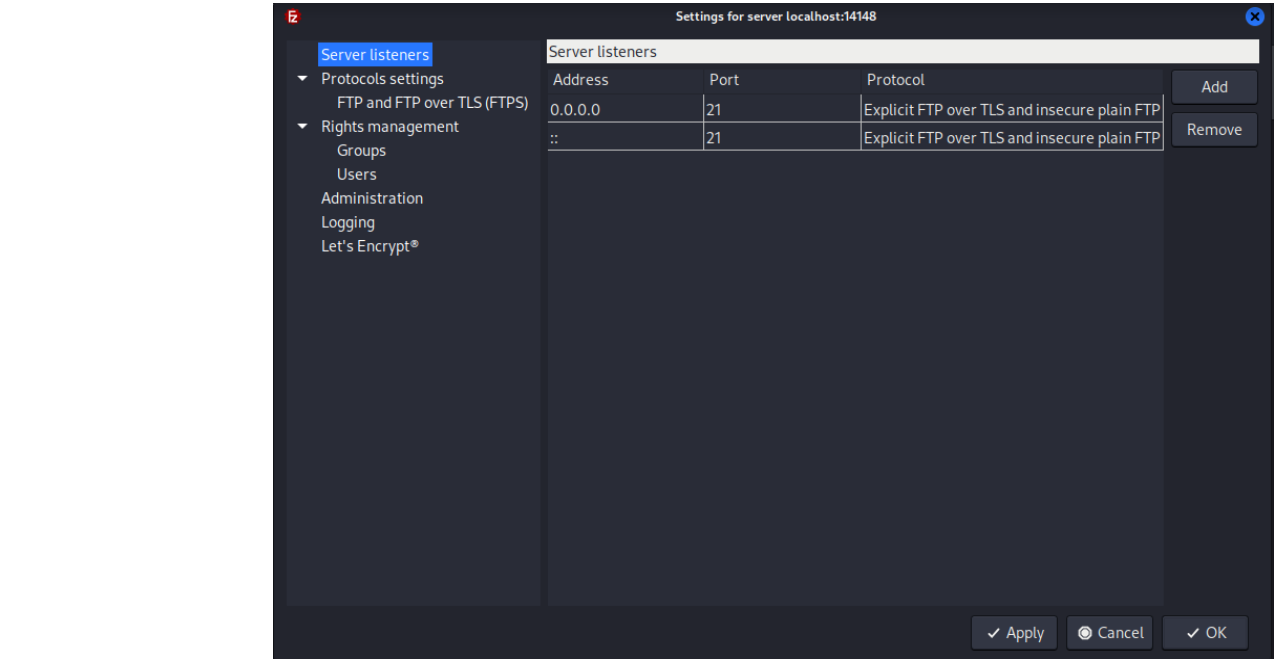 Settings for server localhost:14148
Server listeners
Protocols settings
FTP and FTP over TLS (FTPS)
Rights management
Groups
Users
Administration
Logging
Let's Encrypt®
Server listeners
Address Port Protocol
0.0.0.0 21 Explicit FTP over TLS and insecure plain FTP
:: 21 Explicit FTP over TLS and insecure plain FTP
Add
Remove
Apply Cancel OK